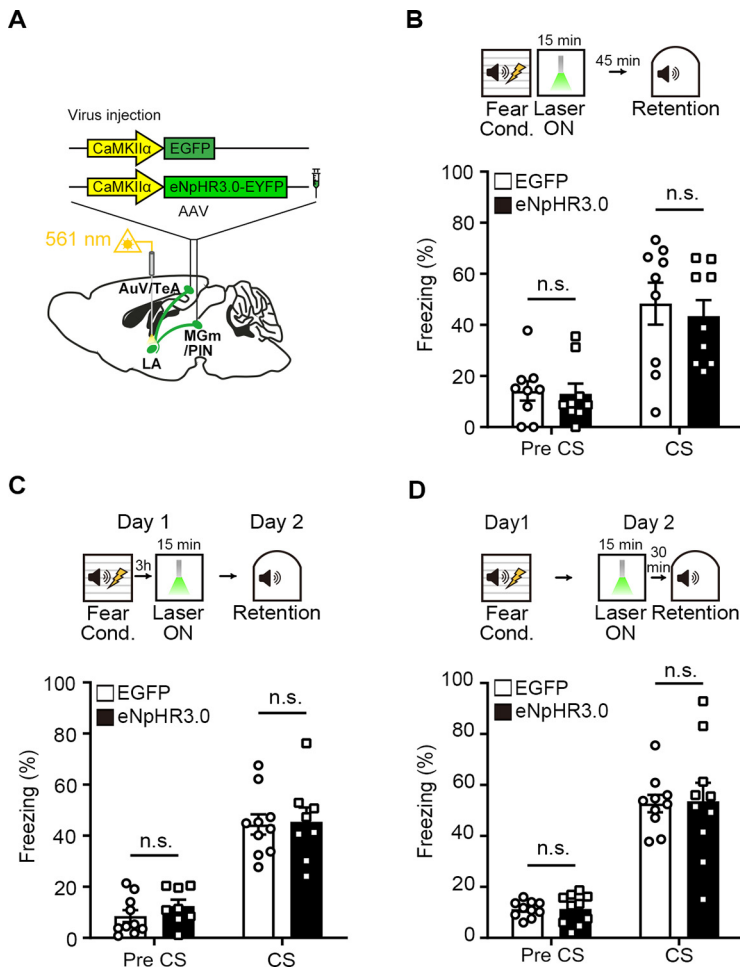 A
Virus injection
CaMKIIα EGFP
CaMKIIα eNpHR3.0-EYFP
AAV
561 nm
AuV/TeA
MGm
/PIN
LA
B
15 min
45 min
Fear Laser Retention
Cond. ON
EGFP
eNpHR3.0
n.s.
n.s.
Freezing (%)
100
80
60
40
20
0
Pre CS CS
C
Day 1 Day 2
15 min
3h
Fear Laser Retention
Cond. ON
EGFP
eNpHR3.0
n.s.
n.s.
Freezing (%)
100
80
60
40
20
0
Pre CS CS
D
Day1 Day 2
15 min 30
min
Fear Laser Retention
Cond. ON
EGFP
eNpHR3.0
n.s.
n.s.
Freezing (%)
100
80
60
40
20
0
Pre CS CS